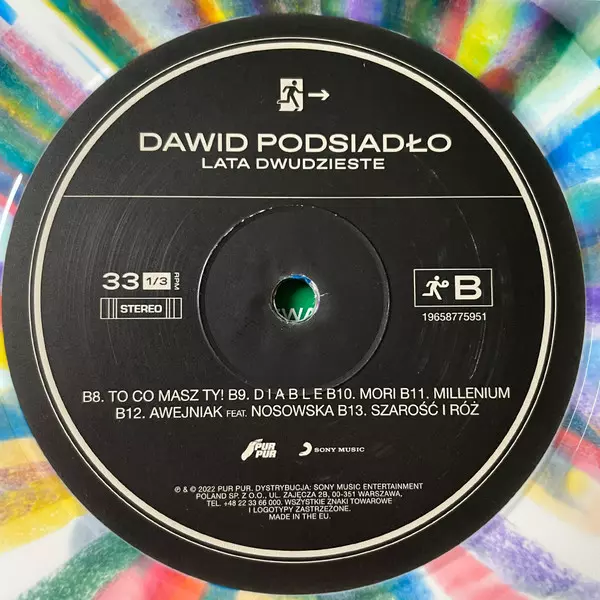 DAWID PODSIADŁO
LATA DWUDZIESTE
33 1/3 RPM
STEREO
B
19658775951
WA
B8. TO CO MASZ TY! B9. D I A B L E B10. MORI B11. MILLENIUM
B12. AWEJNIAK FEAT. NOSOWSKA B13. SZAROŚĆ I RÓŻ
PUR
PUR
SONY MUSIC
℗ & © 2022 PUR PUR. DYSTRYBUCJA: SONY MUSIC ENTERTAINMENT
POLAND SP. Z O.O., UL. ZAJĘCZA 2B, 00-351 WARSZAWA,
TEL. +48 22 33 66 000. WSZYSTKIE ZNAKI TOWAROWE
I LOGOTYPY ZASTRZEŻONE.
MADE IN THE EU.